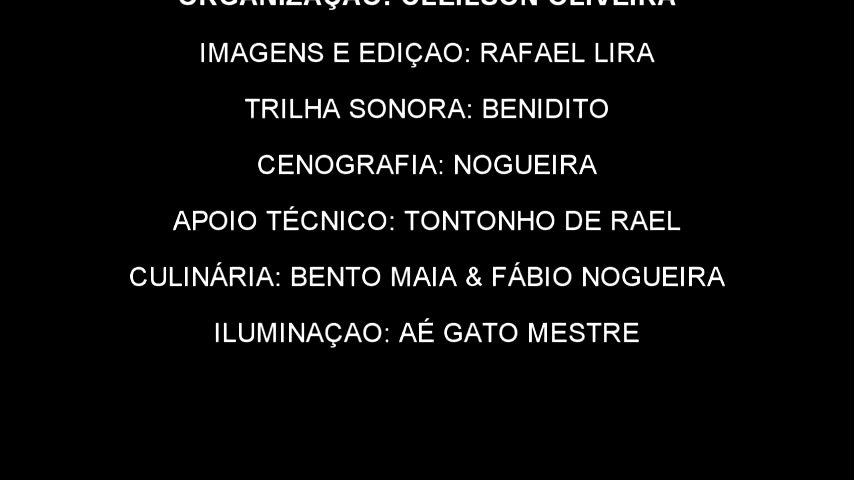 IMAGENS E EDIÇAO: RAFAEL LIRA
TRILHA SONORA: BENIDITO
CENOGRAFIA: NOGUEIRA
APOIO TÉCNICO: TONTONHO DE RAEL
CULINÁRIA: BENTO MAIA & FÁBIO NOGUEIRA
ILUMINAÇAO: AÉ GATO MESTRE